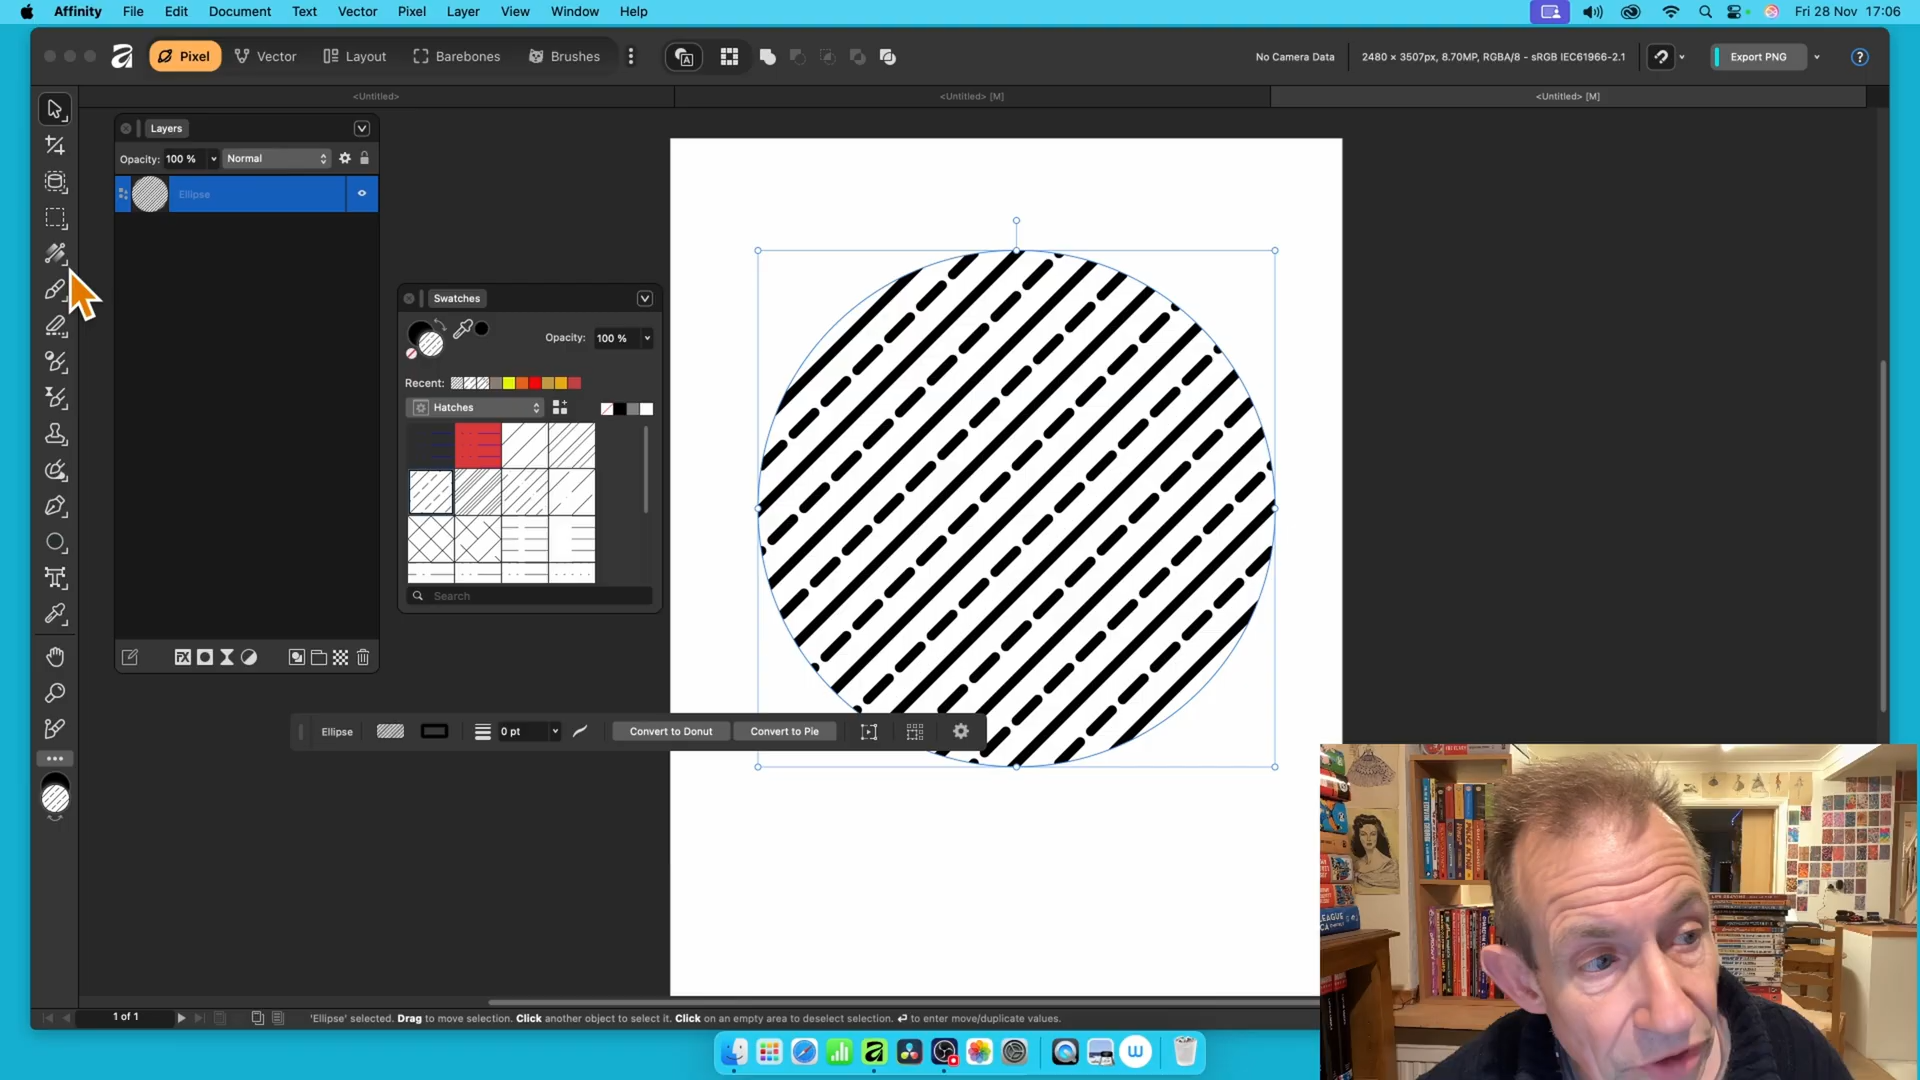 Affinity File Edit Document Text Vector Pixel Layer View Window Help
Fri 28 Nov 17:06
Pixel Vector Layout Barebones Brushes
No Camera Data
2480 × 3507px, 8.70MP, RGBA/8 - sRGB IEC61966-2.1
Export PNG
?
<Untitled>
<Untitled> [M]
<Untitled> [M]
Layers
Opacity: 100 % Normal
Ellipse
FX
Swatches
Opacity: 100 %
Recent:
Hatches
Search
Ellipse
0 pt
Convert to Donut
Convert to Pie
1 of 1
'Ellipse' selected. Drag to move selection. Click another object to select it. Click on an empty area to deselect selection. ⏎ to enter move/duplicate values.
W
LEAGUE